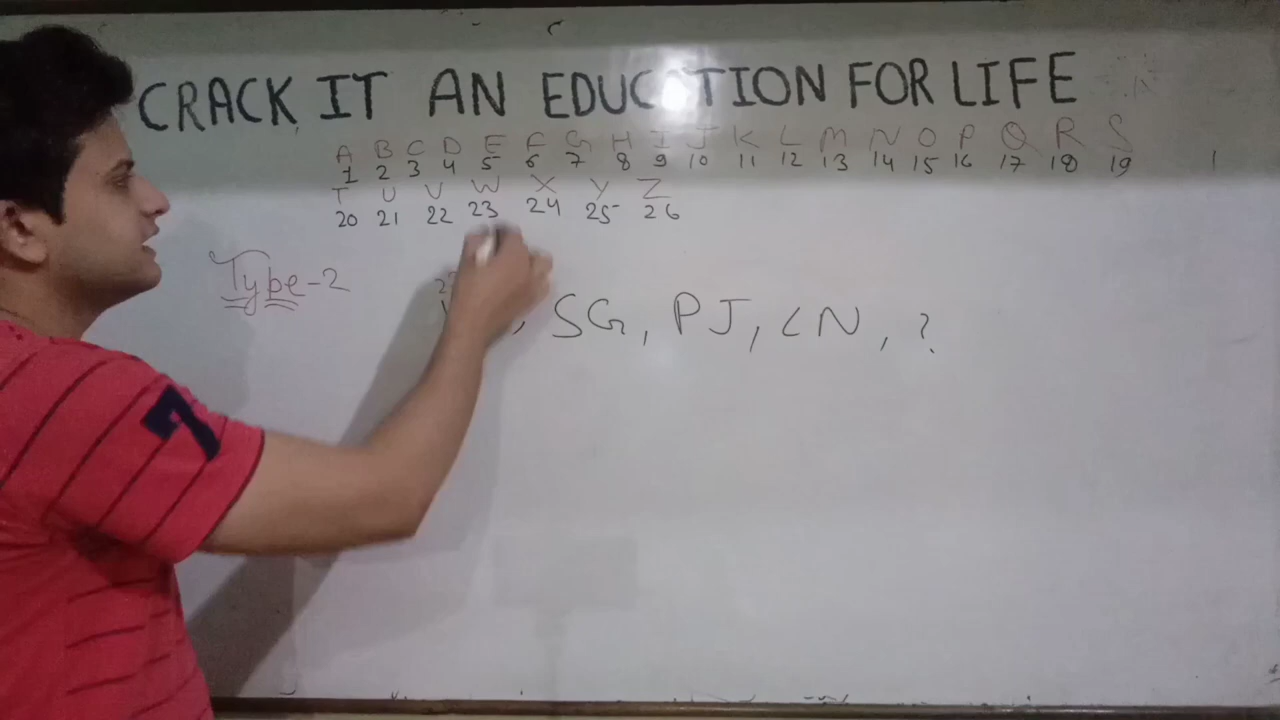 CRACK IT AN EDUCATION FOR LIFE
A B C D E F G H I J K L M N O P Q R S
1 2 3 4 5 6 7 8 9 10 11 12 13 14 15 16 17 18 19
T U V W X Y Z
20 21 22 23 24 25 26
Type-2
, SG, PJ, LN, ?
7